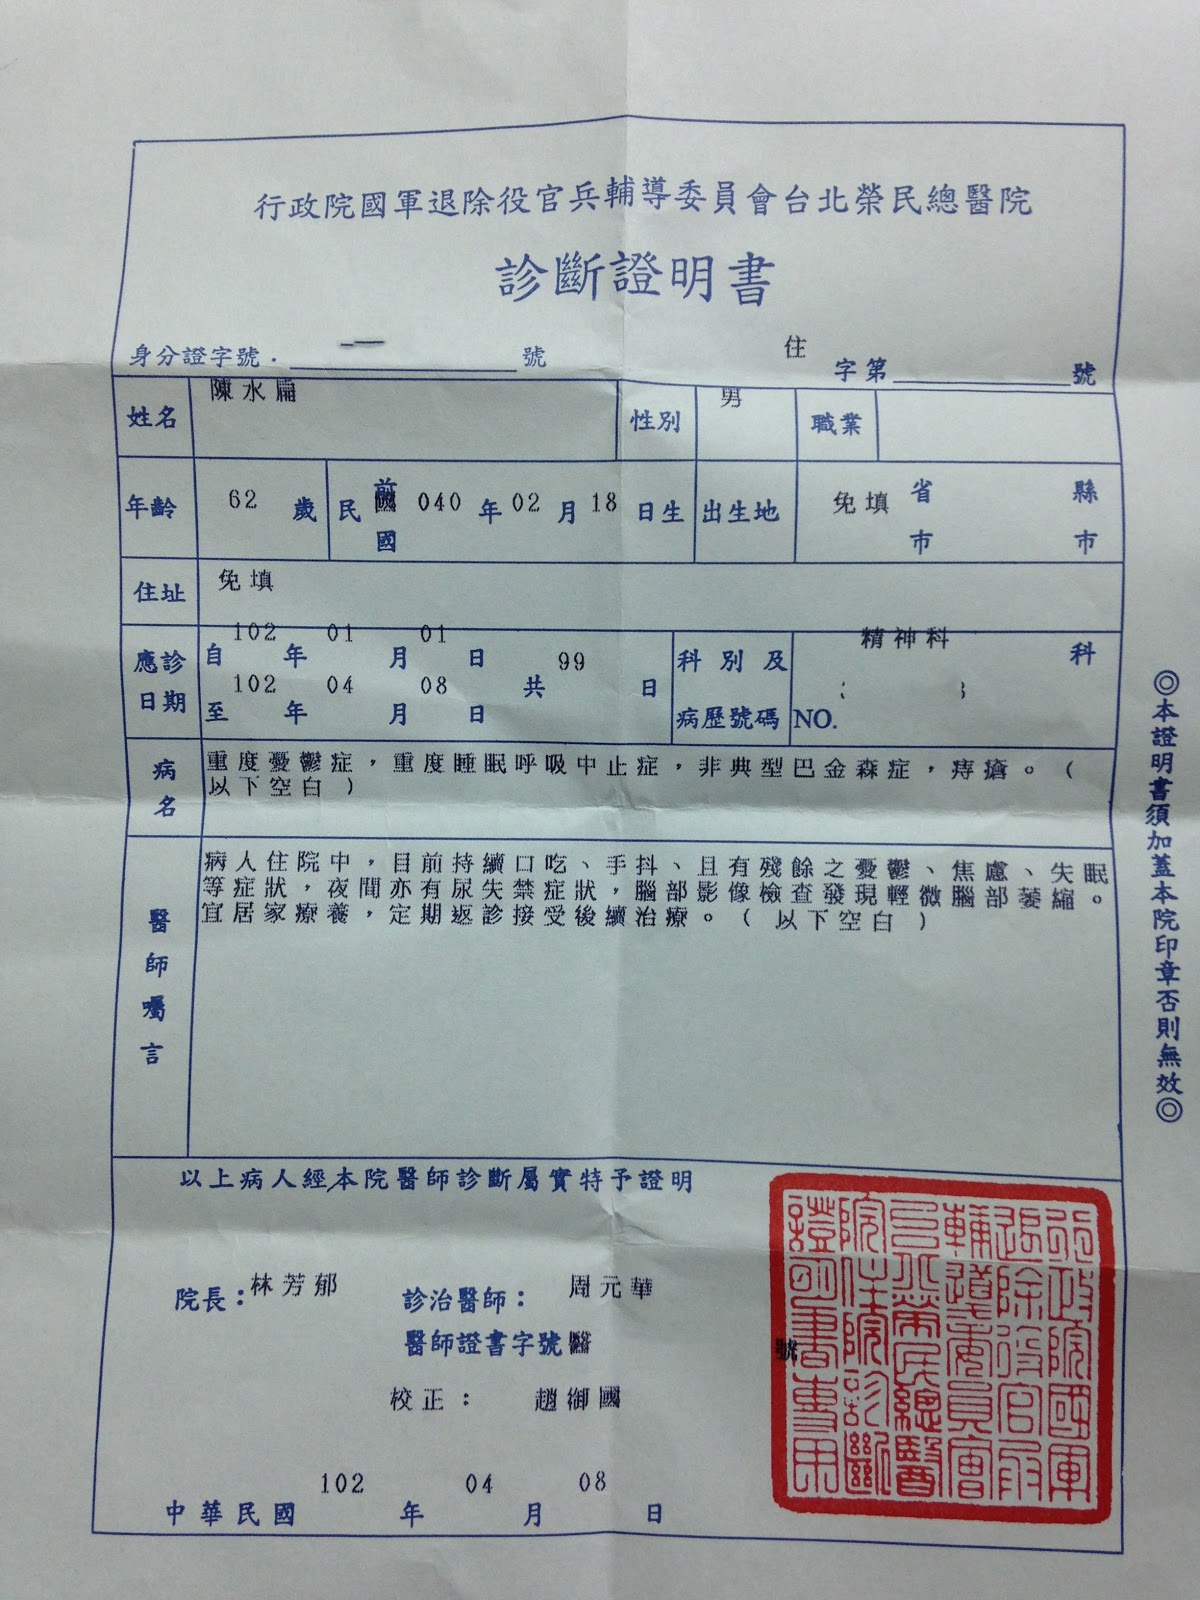 行政院國軍退除役官兵輔導委員會台北榮民總醫院
診斷證明書
身分證字號． 號
住
字第 號
姓名 陳水扁 性別 男 職業
年齡 62 歲 民前國國 040 年 02 月 18 日生 出生地 免填 省市 縣市
住址 免填
應診日期 自 102 年 01 月 01 日
至 102 年 04 月 08 日 共 99 日
科別及病歷號碼 精神科 科
NO.
病名
重度憂鬱症，重度睡眠呼吸中止症，非典型巴金森症，痔瘡。（
以下空白）
醫師囑言
病人住院中，目前持續口吃、手抖、且有殘餘之憂鬱、焦慮、失眠
等症狀，夜間亦有尿失禁症狀，腦部影像檢查發現輕微腦部萎縮。
宜居家療養，定期返診接受後續治療。（以下空白）
以上病人經本院醫師診斷屬實特予證明
院長：林芳郁 診治醫師： 周元華
醫師證書字號醫 號
校正： 趙御國
中華民國 102 年 04 月 08 日
行政院國軍
退除役官兵
輔導委員會
台北榮民總醫
院住院診斷
證明書專用
◎本證明書須加蓋本院印章否則無效◎